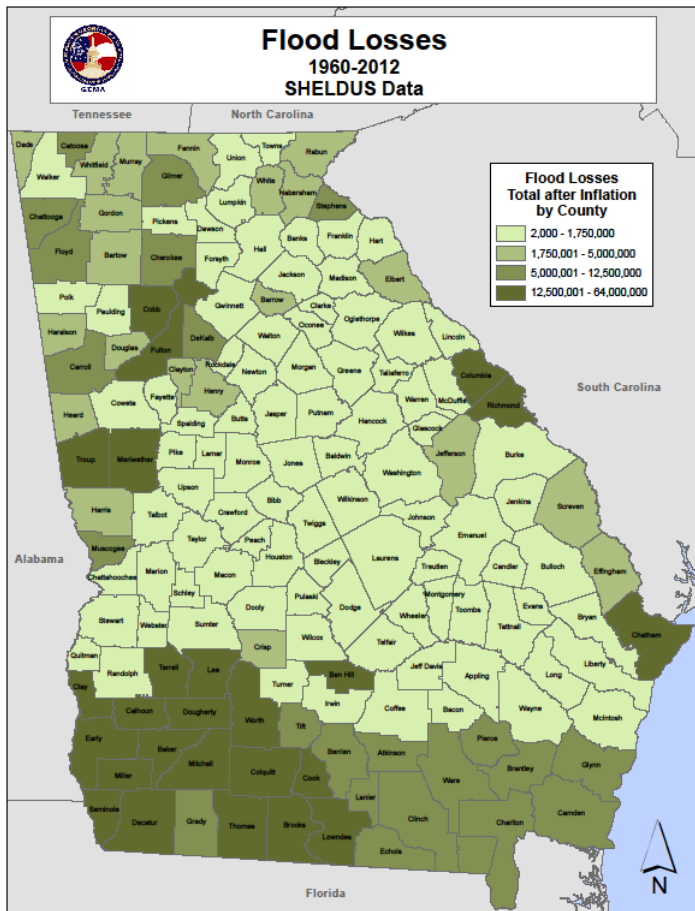 Flood Losses
1960-2012
SHELDUS Data
GEMA
Tennessee
North Carolina
Flood Losses
Total after Inflation
by County
2,000 - 1,750,000
1,750,001 - 5,000,000
5,000,001 - 12,500,000
12,500,001 - 64,000,000
South Carolina
Alabama
Florida
N
Dade
Catoosa
Whitfield
Murray
Fannin
Union
Towns
Rabun
Walker
Gilmer
White
Habersham
Stephens
Lumpkin
Chattooga
Gordon
Pickens
Dawson
Banks
Franklin
Hart
Hall
Floyd
Bartow
Cherokee
Forsyth
Jackson
Madison
Elbert
Polk
Paulding
Cobb
Gwinnett
Barrow
Clarke
Oconee
Oglethorpe
Wilkes
Lincoln
Haralson
Douglas
Fulton
DeKalb
Walton
Rockdale
Carroll
Clayton
Henry
Newton
Morgan
Greene
Taliaferro
Columbia
McDuffie
Richmond
Warren
Heard
Coweta
Fayette
Spalding
Butts
Jasper
Putnam
Hancock
Glascock
Jefferson
Burke
Troup
Meriwether
Pike
Lamar
Monroe
Jones
Baldwin
Washington
Upson
Wilkinson
Jenkins
Screven
Harris
Talbot
Crawford
Bibb
Twiggs
Johnson
Emanuel
Muscogee
Taylor
Peach
Houston
Bleckley
Laurens
Treutlen
Candler
Bulloch
Effingham
Chattahoochee
Marion
Macon
Schley
Pulaski
Dodge
Montgomery
Wheeler
Toombs
Evans
Tattnall
Bryan
Chatham
Stewart
Webster
Sumter
Dooly
Wilcox
Telfair
Crisp
Quitman
Randolph
Terrell
Lee
Turner
Ben Hill
Jeff Davis
Appling
Long
Liberty
Clay
Calhoun
Dougherty
Worth
Irwin
Coffee
Bacon
Wayne
McIntosh
Tift
Early
Baker
Mitchell
Colquitt
Cook
Berrien
Atkinson
Pierce
Brantley
Glynn
Ware
Miller
Lanier
Clinch
Charlton
Camden
Seminole
Decatur
Grady
Thomas
Brooks
Lowndes
Echols